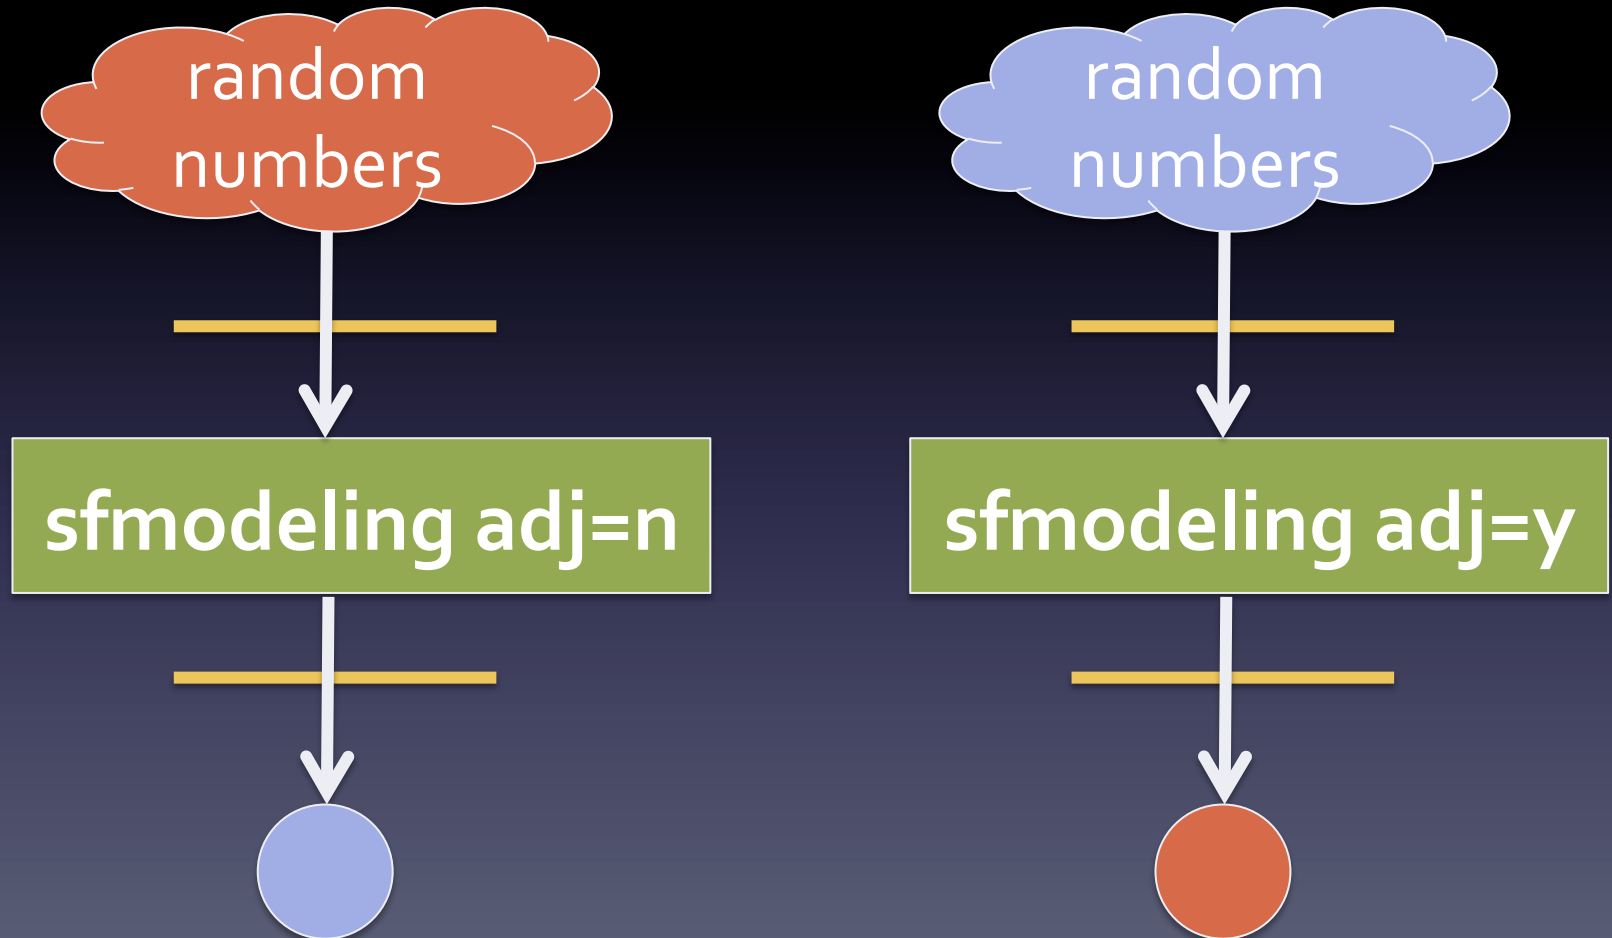 random
numbers
sfmodeling adj=n
random
numbers
sfmodeling adj=y